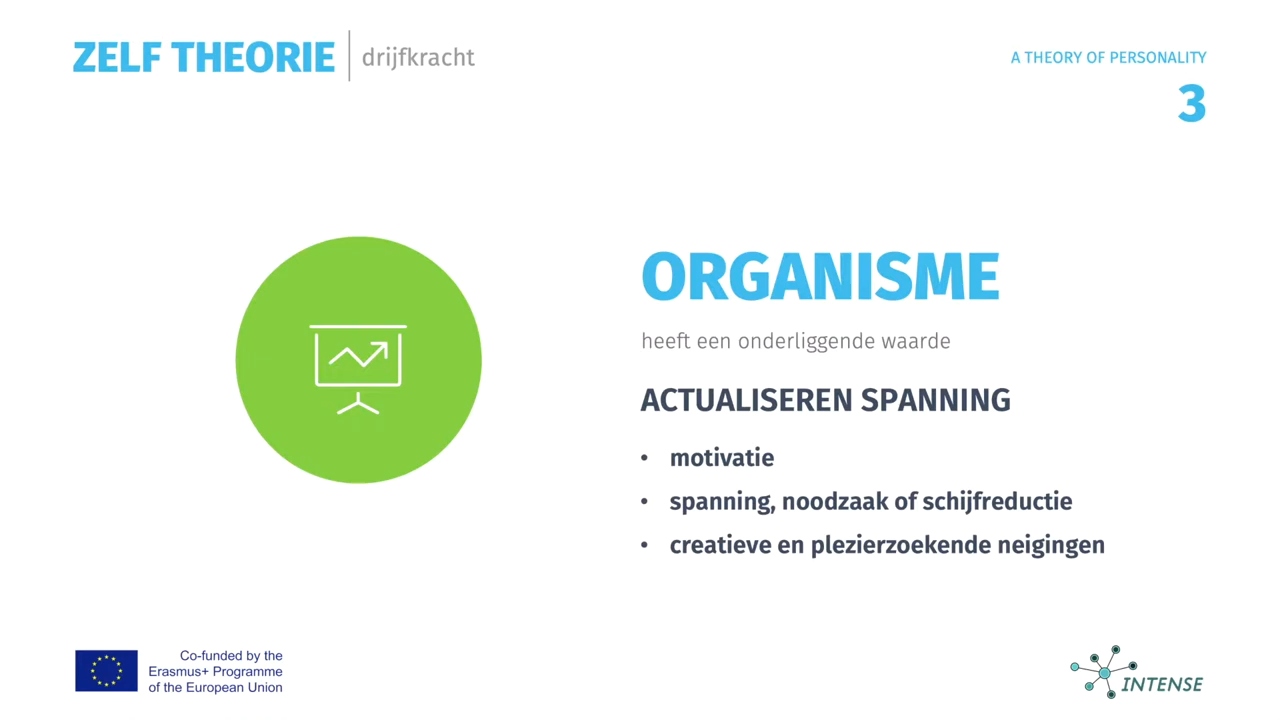 ZELF THEORIE
drijfkracht
A THEORY OF PERSONALITY
3
ORGANISME
heeft een onderliggende waarde
ACTUALISEREN SPANNING
• motivatie
• spanning, noodzaak of schijfreductie
• creatieve en plezierzoekende neigingen
Co-funded by the
Erasmus+ Programme
of the European Union
INTENSE